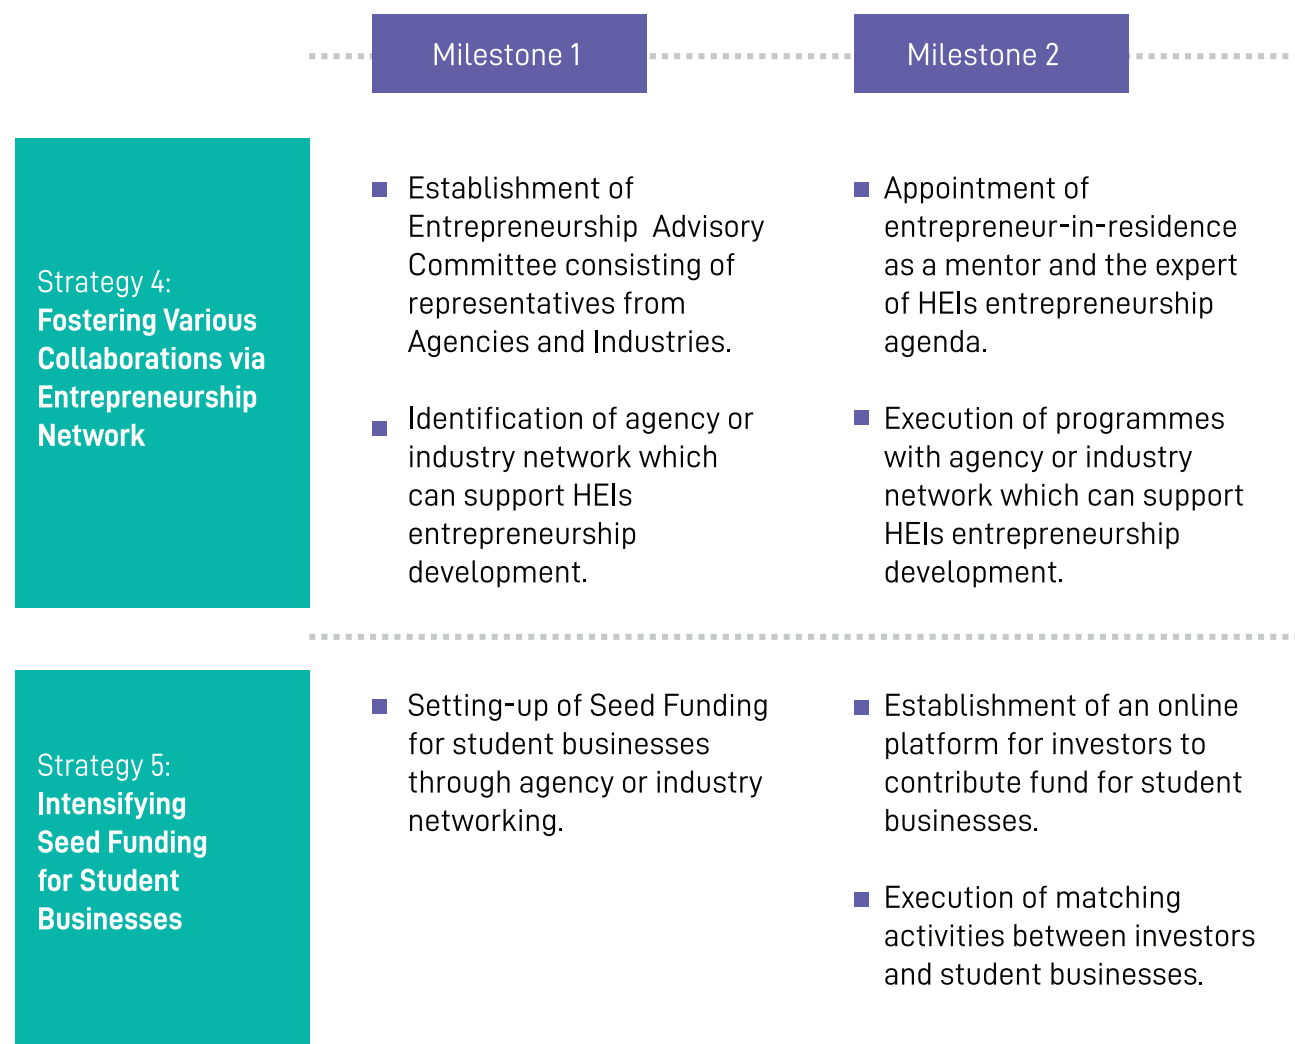 Milestone 1
Milestone 2
Strategy 4:
Fostering Various
Collaborations via
Entrepreneurship
Network
Establishment of
Entrepreneurship Advisory
Committee consisting of
representatives from
Agencies and Industries.
Identification of agency or
industry network which
can support HEIs
entrepreneurship
development.
Appointment of
entrepreneur-in-residence
as a mentor and the expert
of HEIs entrepreneurship
agenda.
Execution of programmes
with agency or industry
network which can support
HEIs entrepreneurship
development.
Strategy 5:
Intensifying
Seed Funding
for Student
Businesses
Setting-up of Seed Funding
for student businesses
through agency or industry
networking.
Establishment of an online
platform for investors to
contribute fund for student
businesses.
Execution of matching
activities between investors
and student businesses.